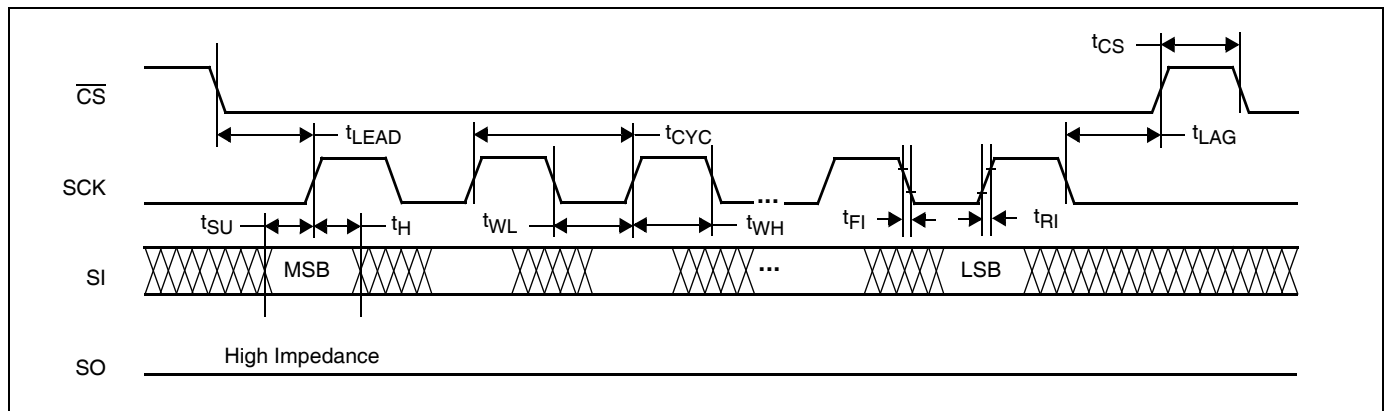 tCS
CS
tLEAD
tCYC
tLAG
SCK
...
tSU
tH
tWL
tWH
tFI
tRI
SI
MSB
...
LSB
High Impedance
SO